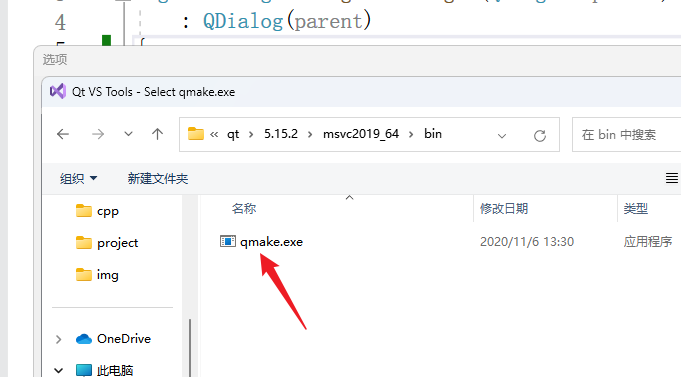 4 : QDialog(parent)
5 {
选项
Qt VS Tools - Select qmake.exe
« qt > 5.15.2 > msvc2019_64 > bin
在 bin 中搜索
组织 新建文件夹
名称 修改日期 类型
cpp
qmake.exe 2020/11/6 13:30 应用程序
project
img
OneDrive
此电脑